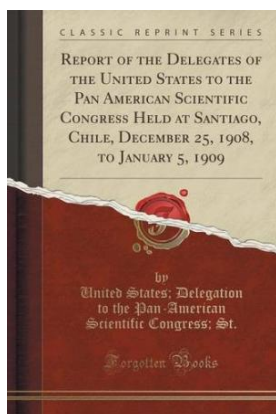 CLASSIC REPRINT SERIES
REPORT OF THE DELEGATES OF
THE UNITED STATES TO THE
PAN AMERICAN SCIENTIFIC
CONGRESS HELD AT SANTIAGO,
CHILE, DECEMBER 25, 1908,
TO JANUARY 5, 1909
by
United States; Delegation
to the Pan-American
Scientific Congress; St.
Forgotten Books